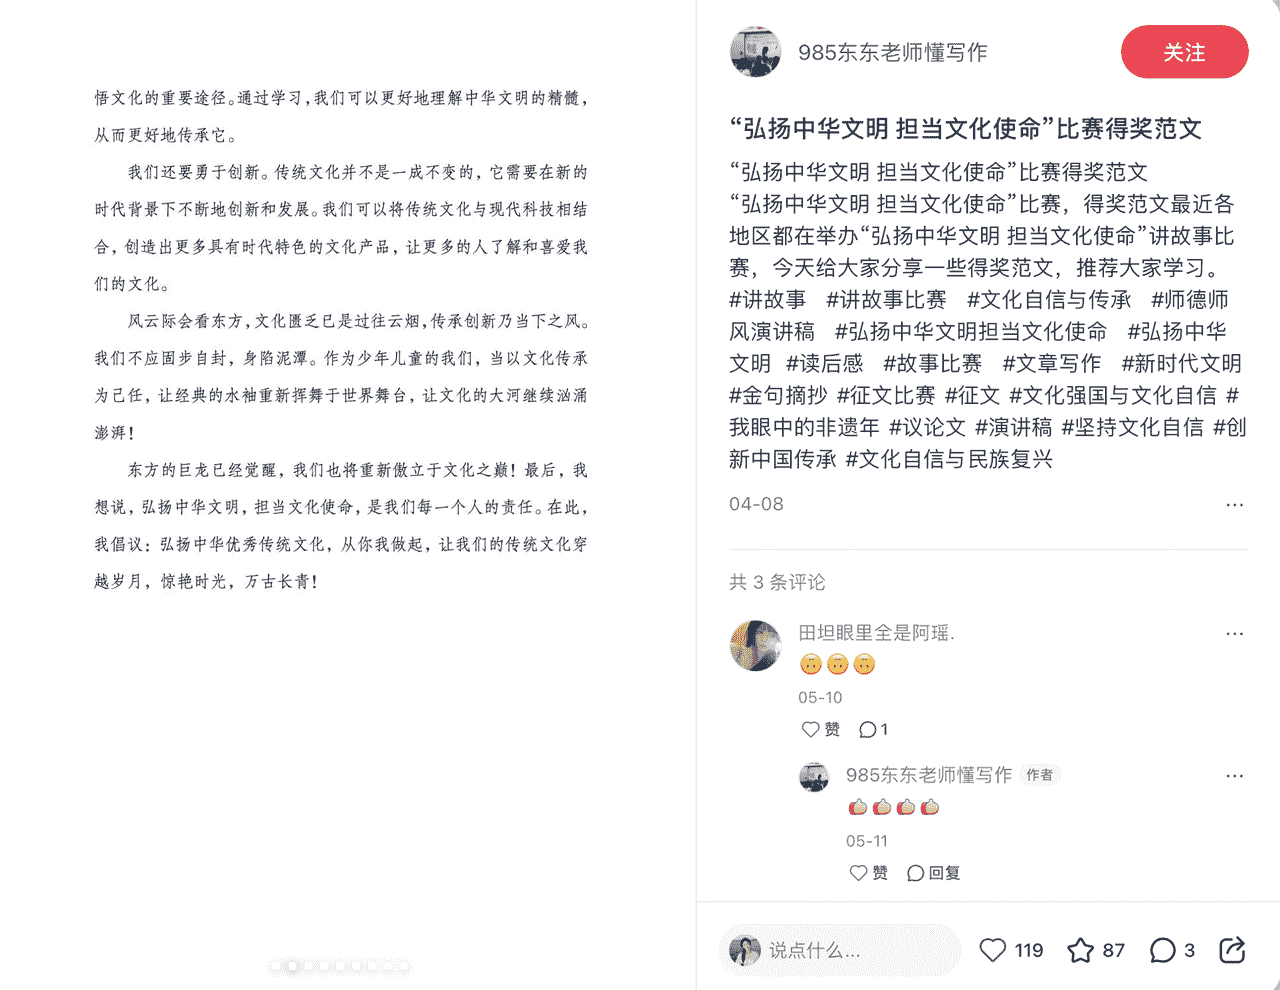 悟文化的重要途径。通过学习,我们可以更好地理解中华文明的精髓,
从而更好地传承它。
我们还要勇于创新。传统文化并不是一成不变的,它需要在新的
时代背景下不断地创新和发展。我们可以将传统文化与现代科技相结
合,创造出更多具有时代特色的文化产品,让更多的人了解和喜爱我
们的文化。
风云际会看东方,文化匮乏已是过往云烟,传承创新乃当下之风。
我们不应固步自封,身陷泥潭。作为少年儿童的我们,当以文化传承
为己任,让经典的水袖重新挥舞于世界舞台,让文化的大河继续汹涌
澎湃!
东方的巨龙已经觉醒,我们也将重新傲立于文化之巅!最后,我
想说,弘扬中华文明,担当文化使命,是我们每一个人的责任。在此,
我倡议:弘扬中华优秀传统文化,从你我做起,让我们的传统文化穿
越岁月,惊艳时光,万古长青!
985东东老师懂写作
关注
“弘扬中华文明 担当文化使命”比赛得奖范文
“弘扬中华文明 担当文化使命”比赛得奖范文
“弘扬中华文明 担当文化使命”比赛，得奖范文最近各
地区都在举办“弘扬中华文明 担当文化使命”讲故事比
赛，今天给大家分享一些得奖范文，推荐大家学习。
#讲故事 #讲故事比赛 #文化自信与传承 #师德师
风演讲稿 #弘扬中华文明担当文化使命 #弘扬中华
文明 #读后感 #故事比赛 #文章写作 #新时代文明
#金句摘抄 #征文比赛 #征文 #文化强国与文化自信 #
我眼中的非遗年 #议论文 #演讲稿 #坚持文化自信 #创
新中国传承 #文化自信与民族复兴
04-08
共 3 条评论
田坦眼里全是阿瑶.
05-10
赞 1
985东东老师懂写作 作者
05-11
赞 回复
说点什么... 119 87 3